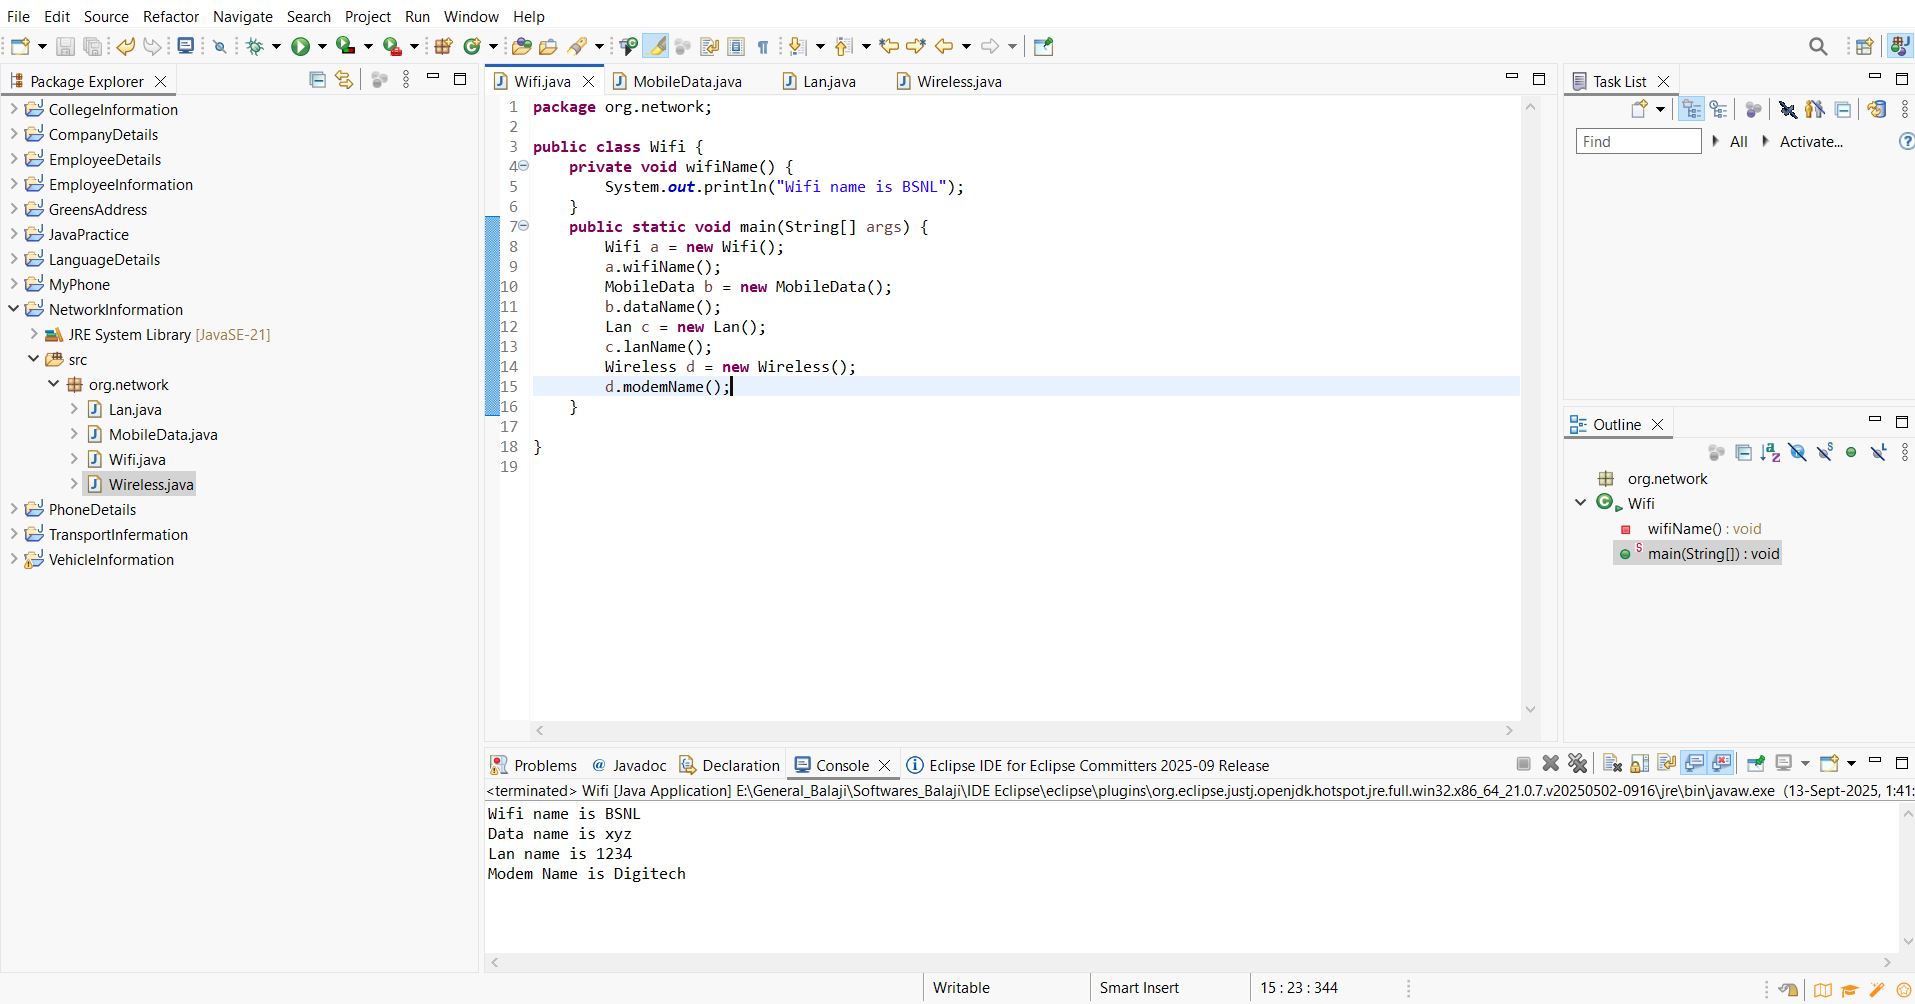 File Edit Source Refactor Navigate Search Project Run Window Help
Package Explorer
CollegeInformation
CompanyDetails
EmployeeDetails
EmployeeInformation
GreensAddress
JavaPractice
LanguageDetails
MyPhone
NetworkInformation
JRE System Library [JavaSE-21]
src
org.network
Lan.java
MobileData.java
Wifi.java
Wireless.java
PhoneDetails
TransportInfermation
VehicleInformation
Wifi.java MobileData.java Lan.java Wireless.java
1 package org.network;
2
3 public class Wifi {
4 private void wifiName() {
5 System.out.println("Wifi name is BSNL");
6 }
7 public static void main(String[] args) {
8 Wifi a = new Wifi();
9 a.wifiName();
10 MobileData b = new MobileData();
11 b.dataName();
12 Lan c = new Lan();
13 c.lanName();
14 Wireless d = new Wireless();
15 d.modemName();
16 }
17
18 }
19
Task List
Find All Activate...
Outline
org.network
Wifi
wifiName() : void
main(String[]) : void
Problems @ Javadoc Declaration Console Eclipse IDE for Eclipse Committers 2025-09 Release
<terminated> Wifi [Java Application] E:\General_Balaji\Softwares_Balaji\IDE Eclipse\eclipse\plugins\org.eclipse.justj.openjdk.hotspot.jre.full.win32.x86_64_21.0.7.v20250502-0916\jre\bin\javaw.exe (13-Sept-2025, 1:41:
Wifi name is BSNL
Data name is xyz
Lan name is 1234
Modem Name is Digitech
Writable Smart Insert 15 : 23 : 344